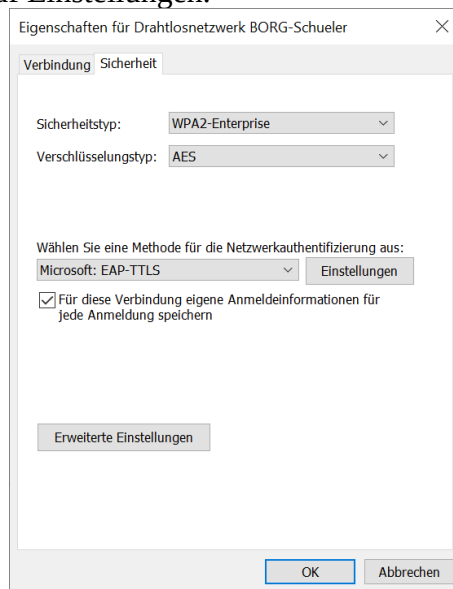 Einstellungen.
Eigenschaften für Drahtlosnetzwerk BORG-Schueler
Verbindung Sicherheit
Sicherheitstyp: WPA2-Enterprise
Verschlüsselungstyp: AES
Wählen Sie eine Methode für die Netzwerkauthentifizierung aus:
Microsoft: EAP-TTLS Einstellungen
Für diese Verbindung eigene Anmeldeinformationen für
jede Anmeldung speichern
Erweiterte Einstellungen
OK Abbrechen